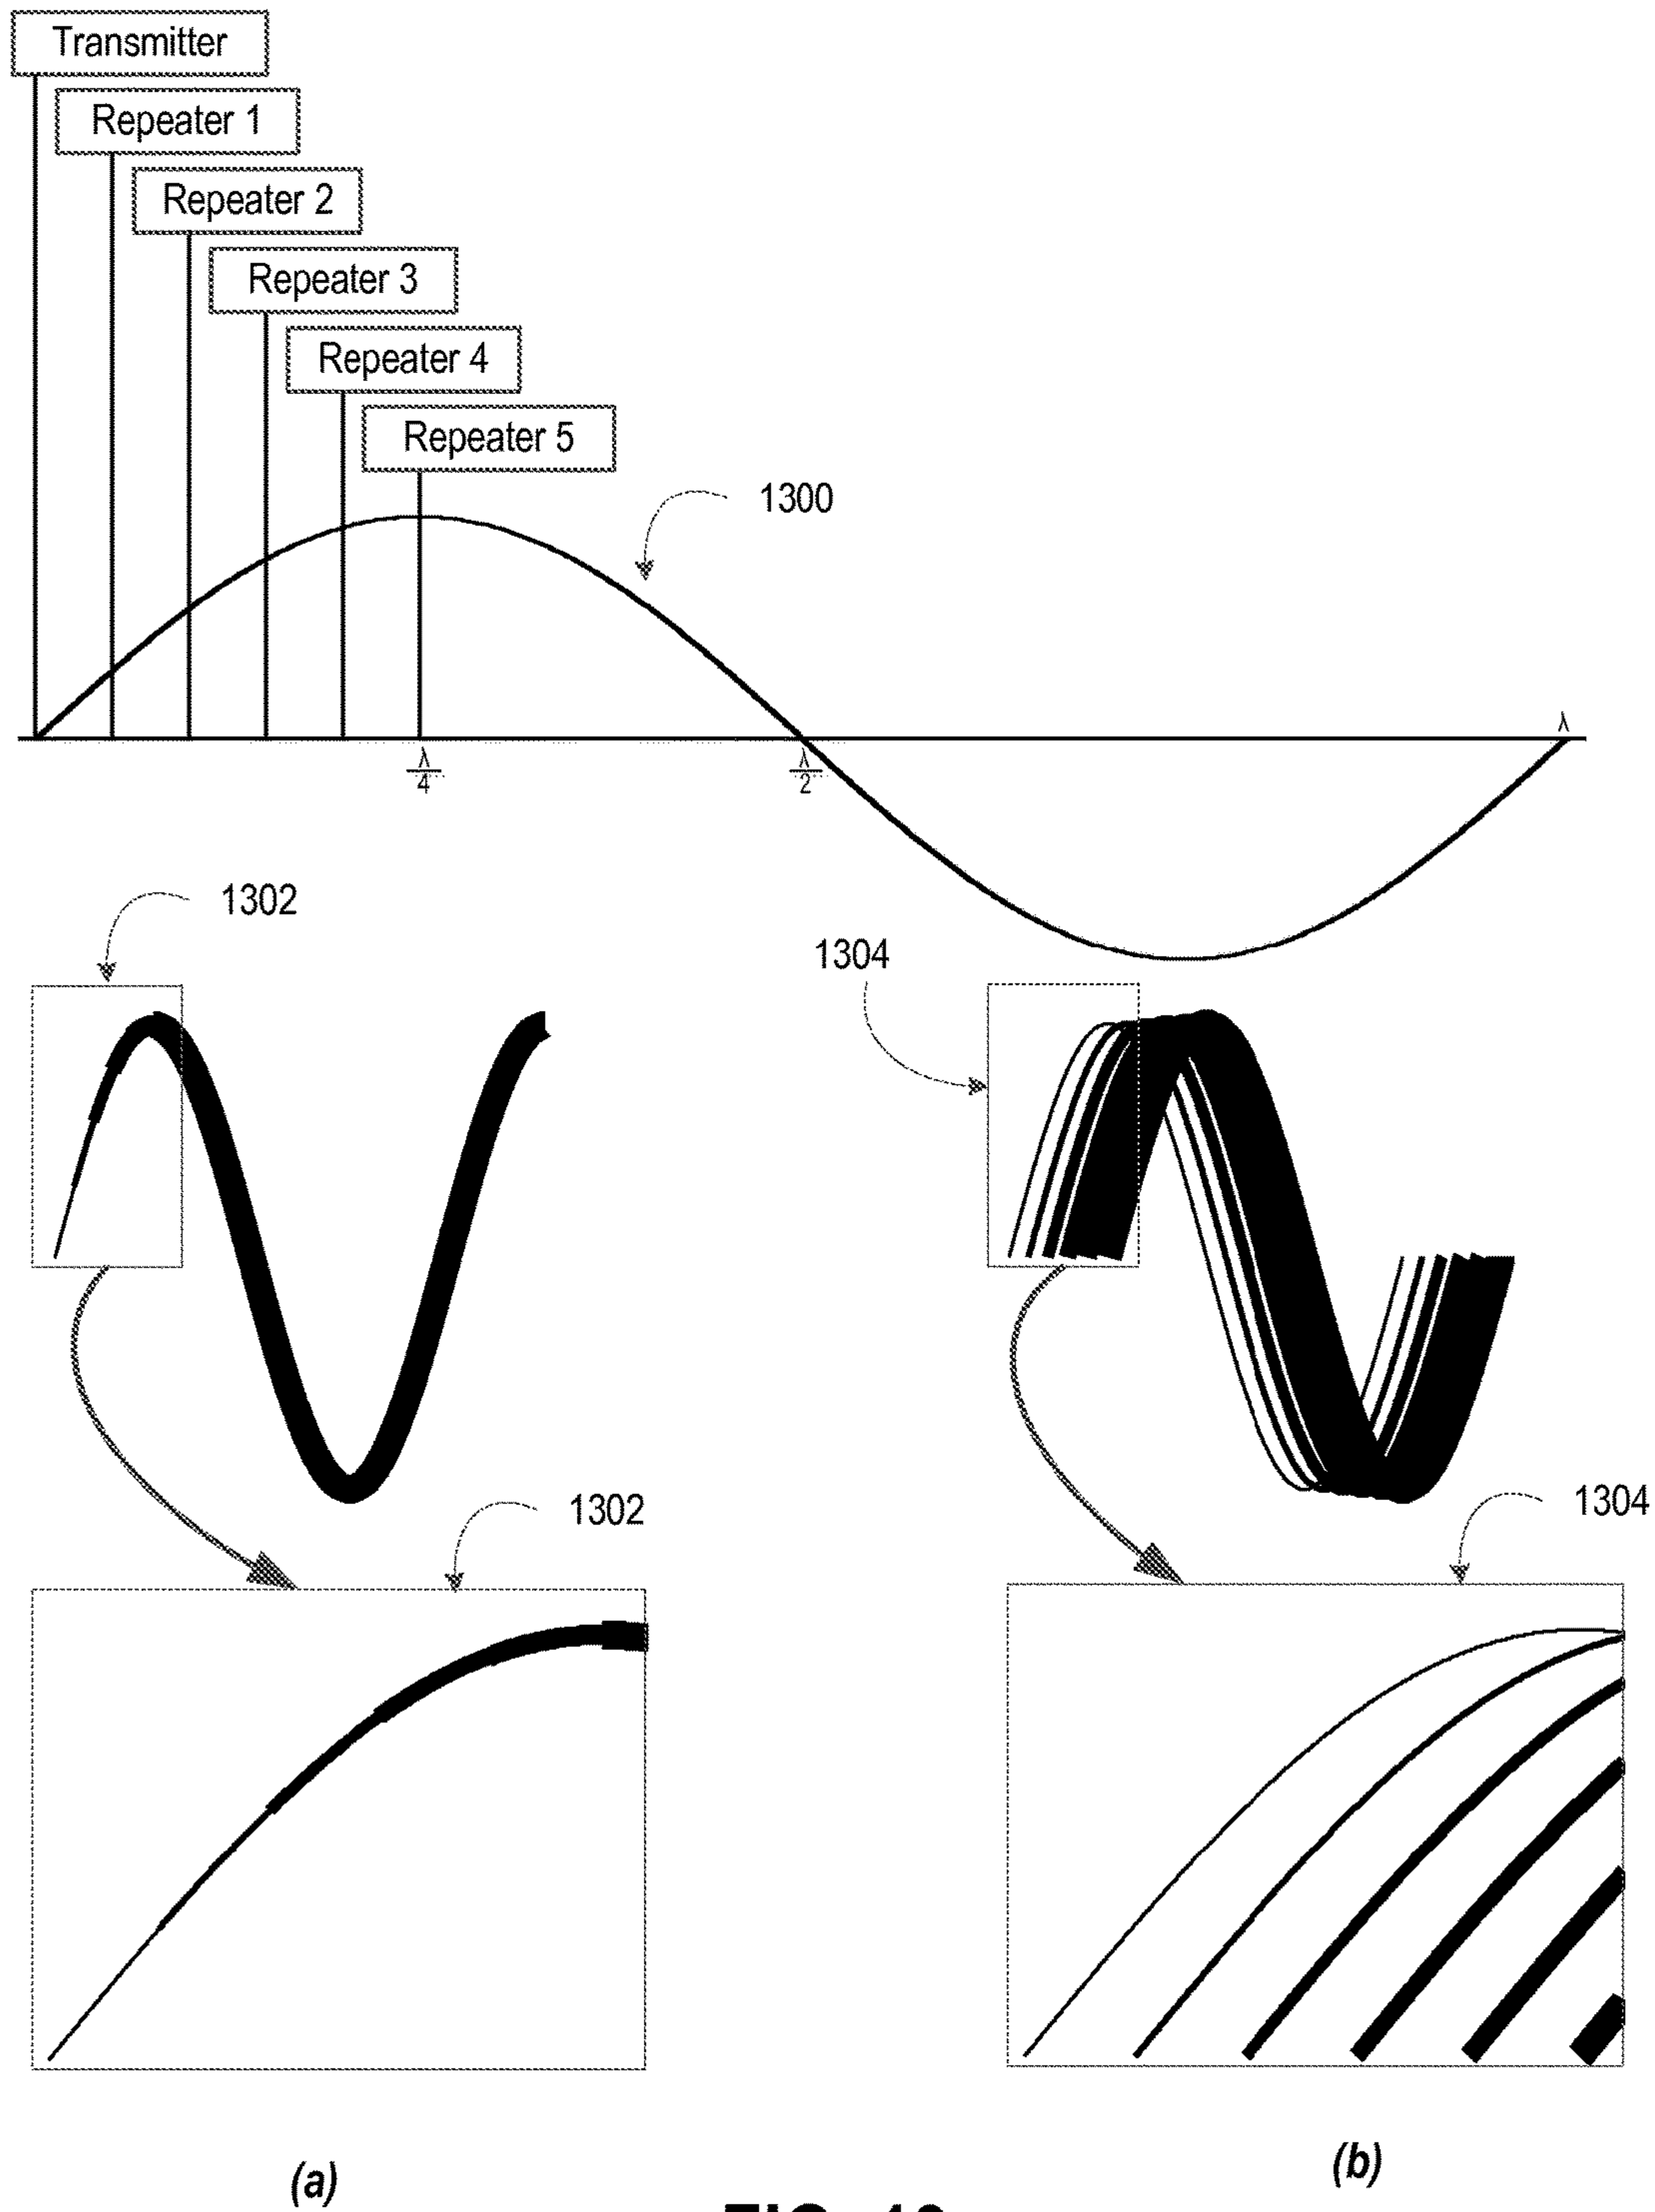 Transmitter
Repeater 1
Repeater 2
Repeater 3
Repeater 4
Repeater 5
1300
λ
λ
4
λ
2
1302
1304
1302
1304
(a)
(b)